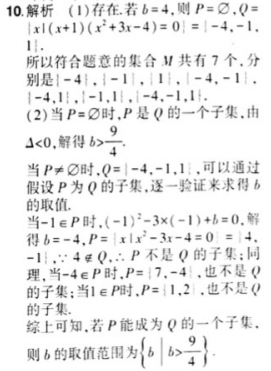 10.解析 (1)存在.若b=4,则P=∅,Q=
{x|(x+1)(x²+3x-4)=0}={-4,-1,
1}.
所以符合题意的集合M共有7个,分
别是{-4},{-1},{1},{-4,-1},
{-4,1},{-1,1},{-4,-1,1}.
(2)当P=∅时,P是Q的一个子集,由
Δ<0,解得b>9/4.
当P≠∅时,Q={-4,-1,1},可以通过
假设P为Q的子集,逐一验证来求得b
的取值.
当-1∈P时,(-1)²-3×(-1)+b=0,解
得b=-4,P={x|x²-3x-4=0}={4,
-1},∵4∉Q,∴P不是Q的子集;同
理,当-4∈P时,P={7,-4},也不是Q
的子集;当1∈P时,P={1,2},也不是Q
的子集.
综上可知,若P能成为Q的一个子集,
则b的取值范围为{b|b>9/4}.